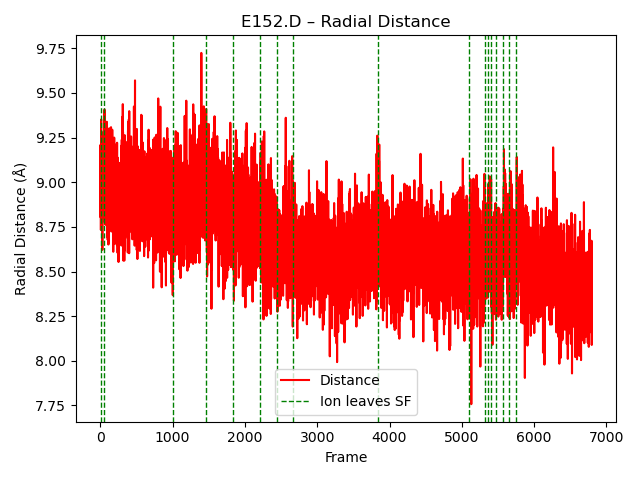 E152.D – Radial Distance
9.75
9.50
9.25
9.00
8.75
8.50
8.25
8.00
7.75
Radial Distance (Å)
Distance
Ion leaves SF
0 1000 2000 3000 4000 5000 6000 7000
Frame